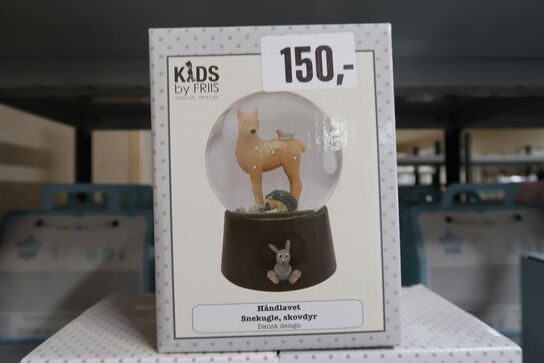 KIDS
by FRIIS
danish design
150,-
Håndlavet
Snekugle, skovdyr
Dansk design